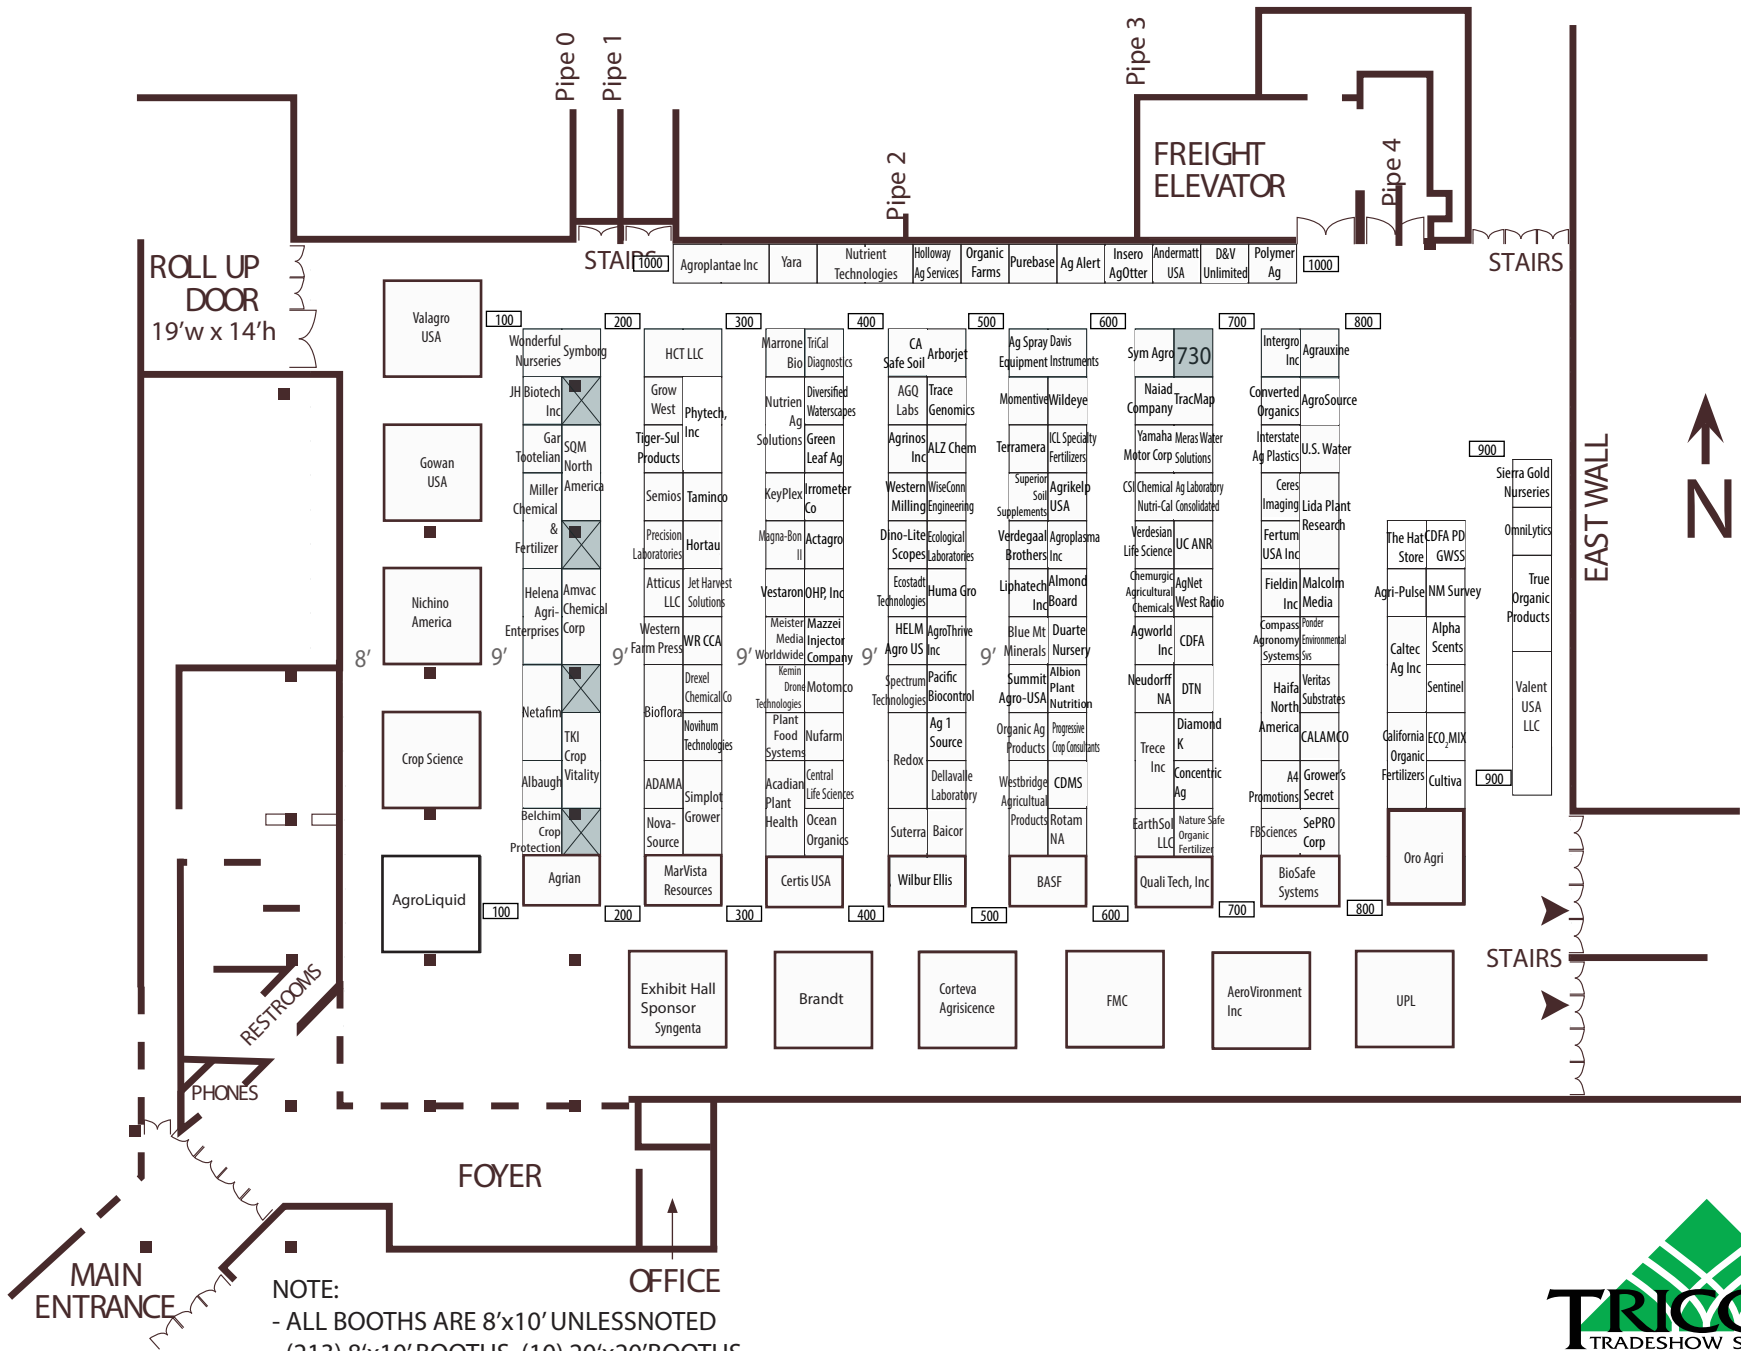 Pipe 0
Pipe 1
Pipe 2
Pipe 3
Pipe 4
FREIGHT
ELEVATOR
ROLL UP
DOOR
19'w x 14'h
STAIRS
1000
Agroplantae Inc
Yara
Nutrient
Technologies
Holloway
Ag Services
Organic
Farms
Purebase
Ag Alert
Insero
AgOtter
Andermatt
USA
D&V
Unlimited
Polymer
Ag
1000
STAIRS
EAST WALL
N
Valagro
USA
Gowan
USA
Nichino
America
Crop Science
AgroLiquid
8'
9'
9'
9'
9'
9'
100
200
300
400
500
600
700
800
900
Wonderful
Nurseries
JH Biotech
Inc
Gar
Tootelian
Miller
Chemical
&
Fertilizer
Helena
Agri-
Enterprises
Netafim
Albaugh
Belchim
Crop
Protection
Symborg
SQM
North
America
Amvac
Chemical
Corp
TKI
Crop
Vitality
Agrian
HCT LLC
Grow
West
Tiger-Sul
Products
Semios
Precision
Laboratories
Atticus
LLC
Western
Farm Press
Bioflora
ADAMA
Nova-
Source
Phytech,
Inc
Taminco
Hortau
Jet Harvest
Solutions
WR CCA
Drexel
Chemical Co
Novihum
Technologies
Simplot
Grower
MarVista
Resources
Marrone
Bio
Nutrien
Ag
Solutions
KeyPlex
Magna-Bon
II
Vestaron
Meister
Media
Worldwide
Kemin
Drone
Technologies
Plant
Food
Systems
Acadian
Plant
Health
TriCal
Diagnostics
Diversified
Waterscapes
Green
Leaf Ag
Irrometer
Co
Actagro
OHP, Inc
Mazzei
Injector
Company
Motomco
Nufarm
Central
Life Sciences
Ocean
Organics
Certis USA
CA
Safe Soil
AGQ
Labs
Agrinos
Inc
Western
Milling
Dino-Lite
Scopes
Ecostadt
Technologies
HELM
Agro US
Spectrum
Technologies
Redox
Suterra
Arborjet
Trace
Genomics
ALZ Chem
WiseConn
Engineering
Ecological
Laboratories
Huma Gro
AgroThrive
Inc
Pacific
Biocontrol
Ag 1
Source
Dellavalle
Laboratory
Baicor
Wilbur Ellis
Ag Spray
Equipment
Momentive
Terramera
Superior
Soil
Supplements
Verdegaal
Brothers
Liphatech
Inc
Blue Mt
Minerals
Summit
Agro-USA
Organic Ag
Products
Westbridge
Agricultual
Products
Davis
Instruments
Wildeye
ICL Specialty
Fertilizers
Agrikelp
USA
Agroplasma
Inc
Almond
Board
Duarte
Nursery
Albion
Plant
Nutrition
Progressive
Crop Consultants
CDMS
Rotam
NA
BASF
Sym Agro
Naiad
Company
Yamaha
Motor Corp
CSI Chemical
Nutri-Cal
Verdesian
Life Science
Chemurgic
Agricultural
Chemicals
Agworld
Inc
Neudorff
NA
Trece
Inc
EarthSol
LLC
730
TracMap
Meras Water
Solutions
Ag Laboratory
Consolidated
UC ANR
AgNet
West Radio
CDFA
DTN
Diamond
K
Concentric
Ag
Nature Safe
Organic
Fertilizer
Quali Tech, Inc
Intergro
Inc
Converted
Organics
Interstate
Ag Plastics
Ceres
Imaging
Fertum
USA Inc
Fieldin
Inc
Compass
Agronomy
Systems
Haifa
North
America
A4
Promotions
FBSciences
Agrauxine
AgroSource
U.S. Water
Lida Plant
Research
Malcolm
Media
Ponder
Environmental
Svs
Veritas
Substrates
CALAMCO
Grower's
Secret
SePRO
Corp
BioSafe
Systems
The Hat
Store
Agri-Pulse
Caltec
Ag Inc
California
Organic
Fertilizers
CDFA PD
GWSS
NM Survey
Alpha
Scents
Sentinel
ECO2MIX
Cultiva
Oro Agri
Sierra Gold
Nurseries
OmniLytics
True
Organic
Products
Valent
USA
LLC
900
100
200
300
400
500
600
700
800
Exhibit Hall
Sponsor
Syngenta
Brandt
Corteva
Agrisicence
FMC
AeroVironment
Inc
UPL
STAIRS
RESTROOMS
PHONES
FOYER
OFFICE
MAIN
ENTRANCE
NOTE:
- ALL BOOTHS ARE 8'x10' UNLESSNOTED
(213) 8'x10' BOOTHS, (10) 20'x20'BOOTHS
TRICO
TRADESHOW S